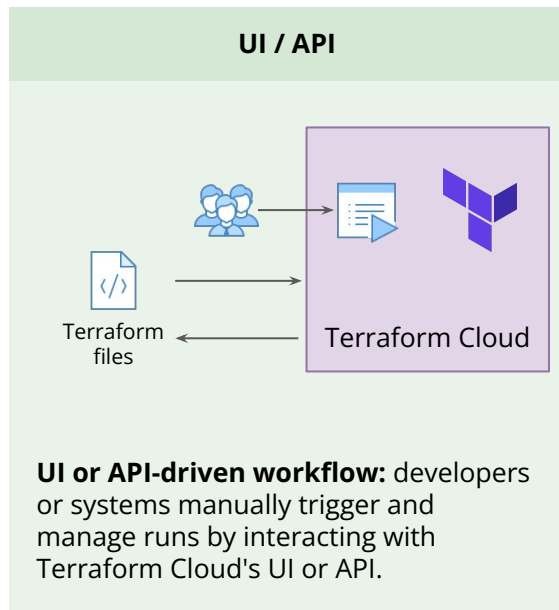 UI / API
Terraform
files
Terraform Cloud
UI or API-driven workflow: developers
or systems manually trigger and
manage runs by interacting with
Terraform Cloud's UI or API.